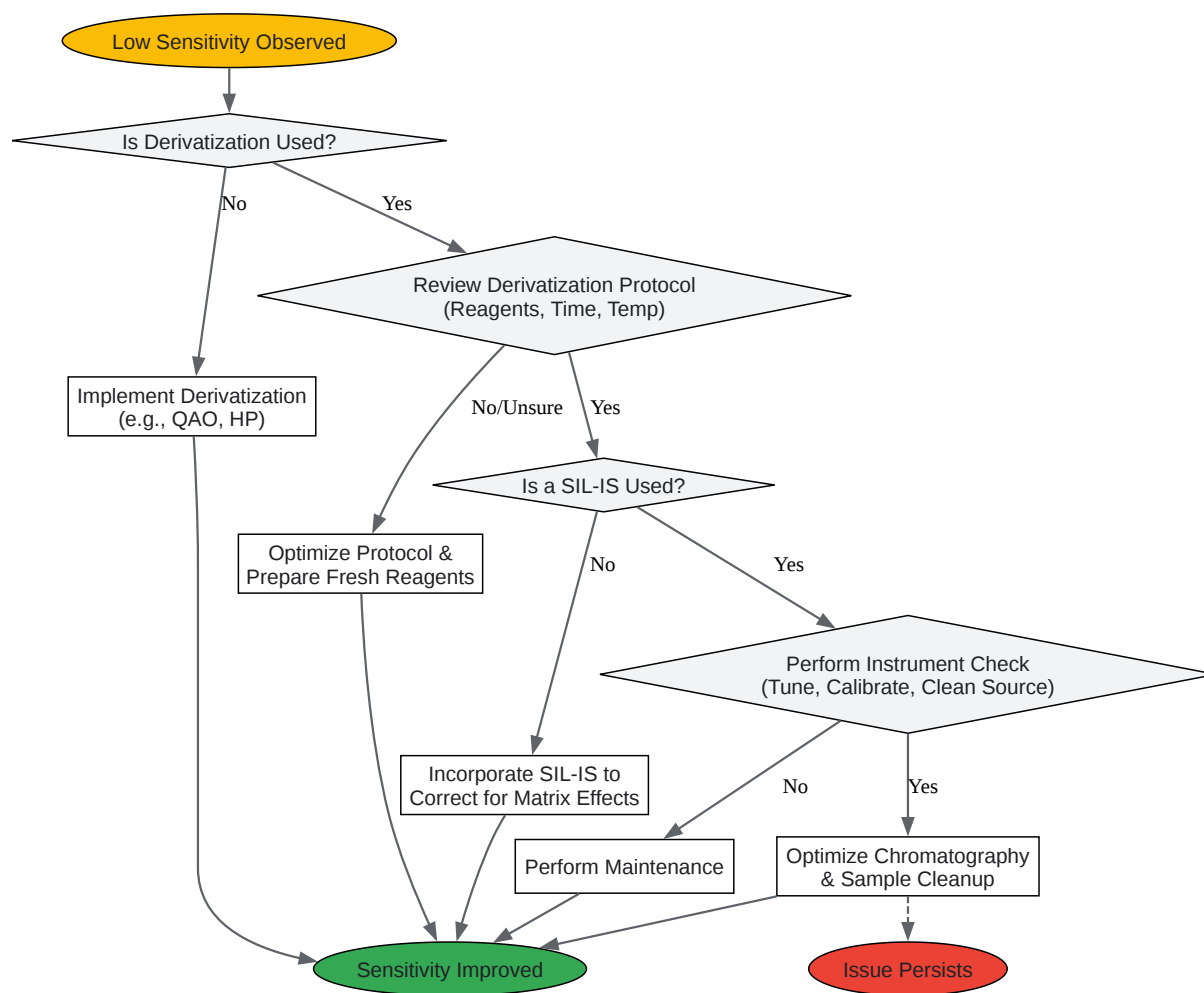 Low Sensitivity Observed
Is Derivatization Used?
No
Yes
Review Derivatization Protocol
(Reagents, Time, Temp)
Implement Derivatization
(e.g., QAO, HP)
No/Unsure
Yes
Is a SIL-IS Used?
Optimize Protocol &
Prepare Fresh Reagents
No
Yes
Perform Instrument Check
(Tune, Calibrate, Clean Source)
Incorporate SIL-IS to
Correct for Matrix Effects
No
Yes
Perform Maintenance
Optimize Chromatography
& Sample Cleanup
Sensitivity Improved
Issue Persists